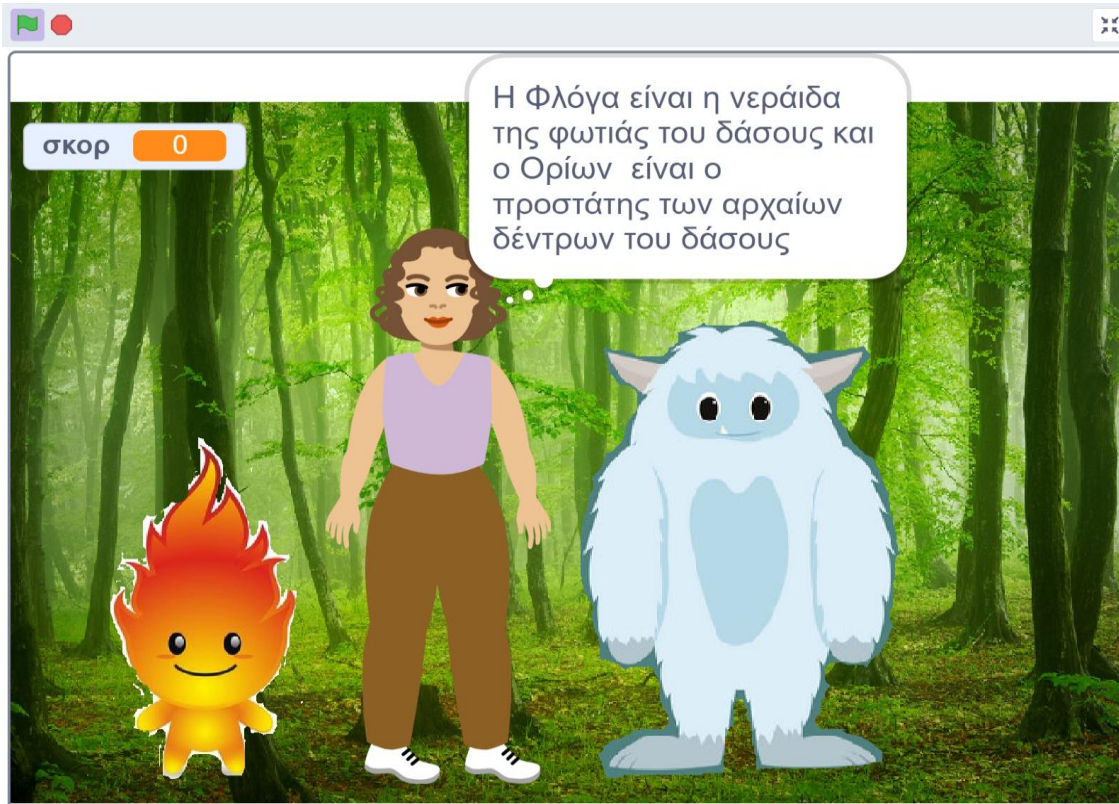 σκορ 0
Η Φλόγα είναι η νεράιδα
της φωτιάς του δάσους και
ο Ορίων  είναι ο
προστάτης των αρχαίων
δέντρων του δάσους